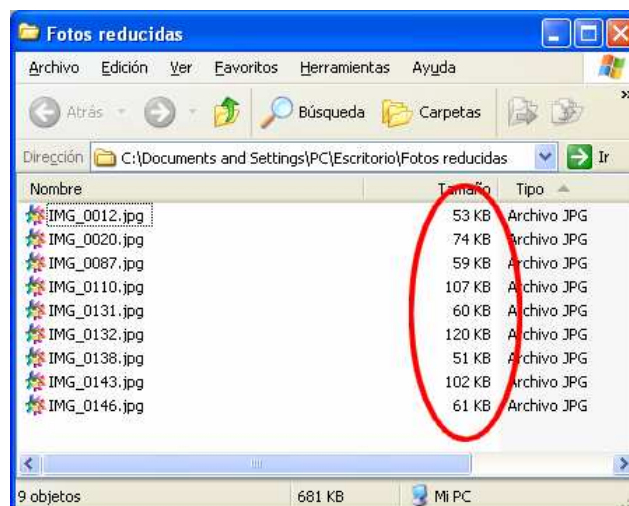 Fotos reducidas
Archivo Edición Ver Favoritos Herramientas Ayuda
Atrás Búsqueda Carpetas »
Dirección C:\Documents and Settings\PC\Escritorio\Fotos reducidas Ir
Nombre Tamaño Tipo
IMG_0012.jpg 53 KB Archivo JPG
IMG_0020.jpg 74 KB Archivo JPG
IMG_0087.jpg 59 KB Archivo JPG
IMG_0110.jpg 107 KB Archivo JPG
IMG_0131.jpg 60 KB Archivo JPG
IMG_0132.jpg 120 KB Archivo JPG
IMG_0138.jpg 51 KB Archivo JPG
IMG_0143.jpg 102 KB Archivo JPG
IMG_0146.jpg 61 KB Archivo JPG
9 objetos 681 KB Mi PC